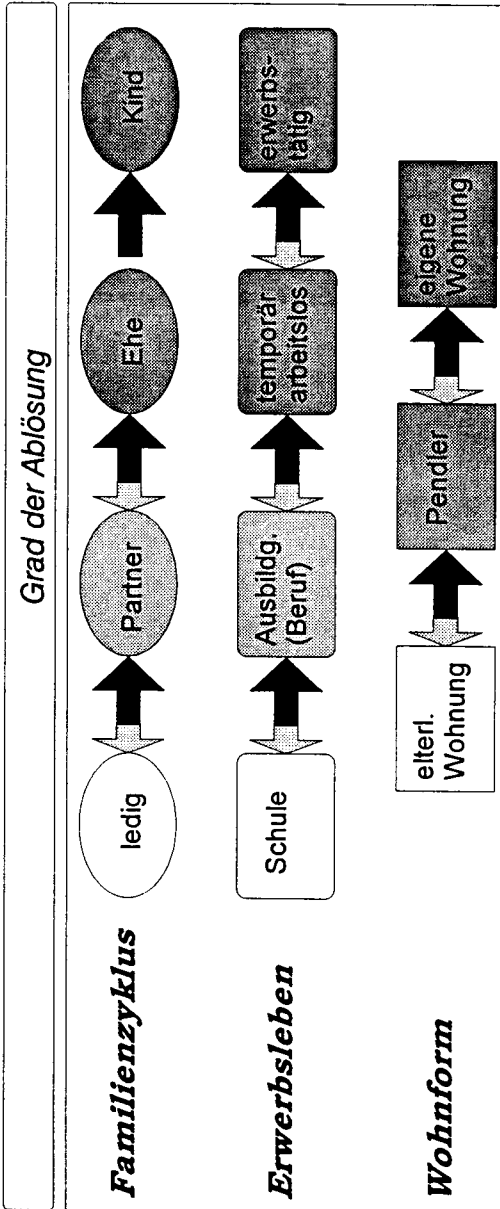 Grad der Ablösung
Familienzyklus
ledig
Partner
Ehe
Kind
Erwerbsleben
Schule
Ausbildg.
(Beruf)
temporär
arbeitslos
erwerbs-
tätig
Wohnform
elterl.
Wohnung
Pendler
eigene
Wohnung